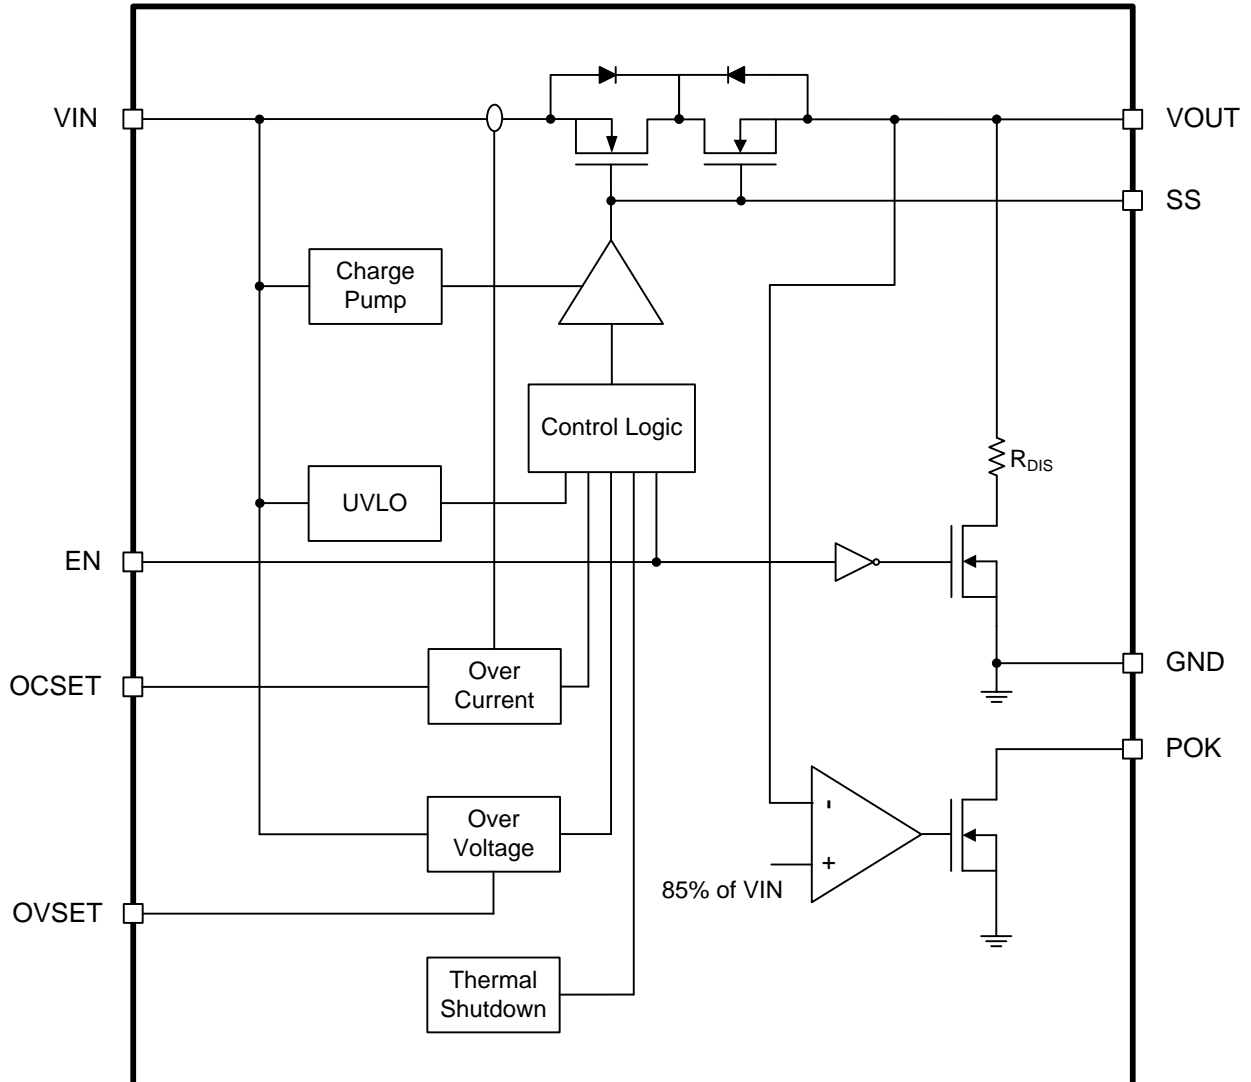 VIN
VOUT
SS
Charge
Pump
Control Logic
R_DIS
UVLO
EN
GND
OCSET
Over
Current
POK
Over
Voltage
-
+
85% of VIN
OVSET
Thermal
Shutdown